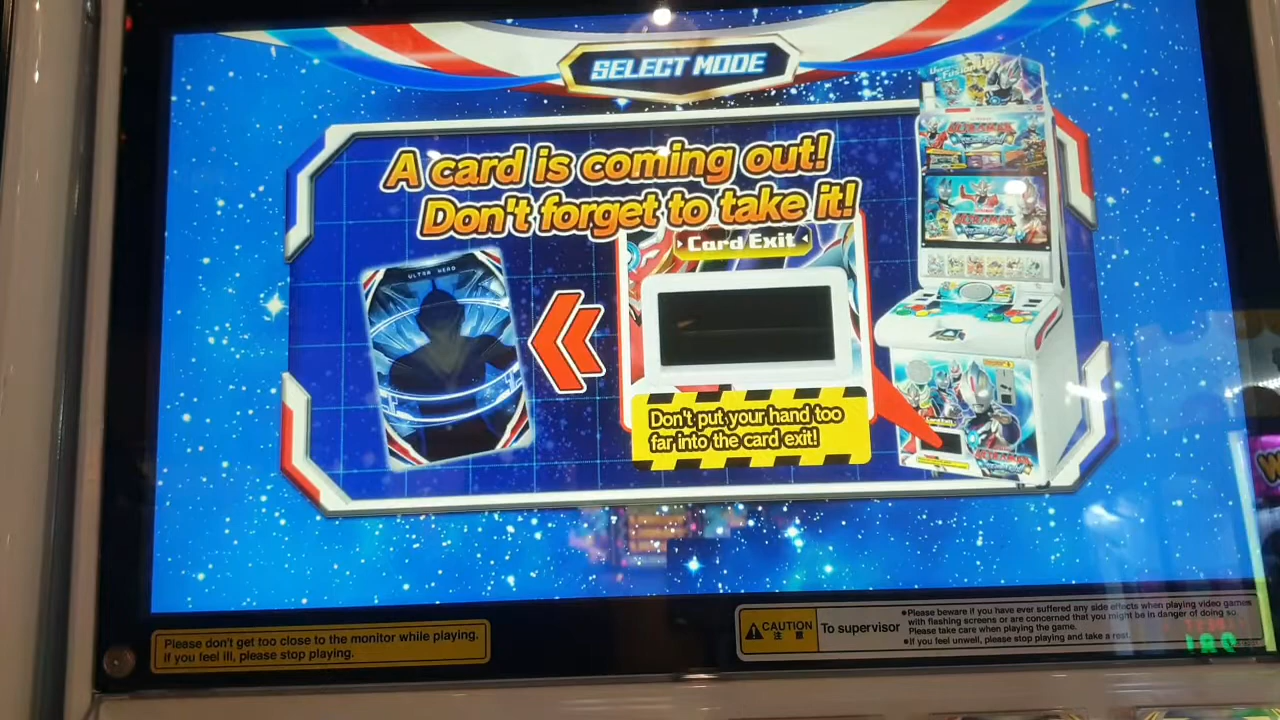 SELECT MODE
A card is coming out!
Don't forget to take it!
Card Exit
ULTRA HERO
Don't put your hand too
far into the card exit!
Please don't get too close to the monitor while playing.
If you feel ill, please stop playing.
CAUTION
注意
To supervisor
•Please beware if you have ever suffered any side effects when playing video games
with flashing screens or are concerned that you might be in danger of doing so.
Please take care when playing the game.
•If you feel unwell, please stop playing and take a rest.